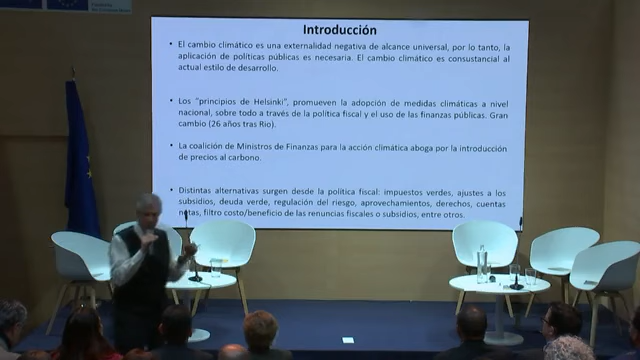 Introducción
• El cambio climático es una externalidad negativa de alcance universal, por lo tanto, la
aplicación de políticas públicas es necesaria. El cambio climático es consustancial al
actual estilo de desarrollo.
• Los "principios de Helsinki", promueven la adopción de medidas climáticas a nivel
nacional, sobre todo a través de la política fiscal y el uso de las finanzas públicas. Gran
cambio (26 años tras Rio).
• La coalición de Ministros de Finanzas para la acción climática aboga por la introducción
de precios al carbono.
• Distintas alternativas surgen desde la política fiscal: impuestos verdes, ajustes a los
subsidios, deuda verde, regulación del riesgo, aprovechamientos, derechos, cuentas
notas, filtro costo/beneficio de las renuncias fiscales o subsidios, entre otros.